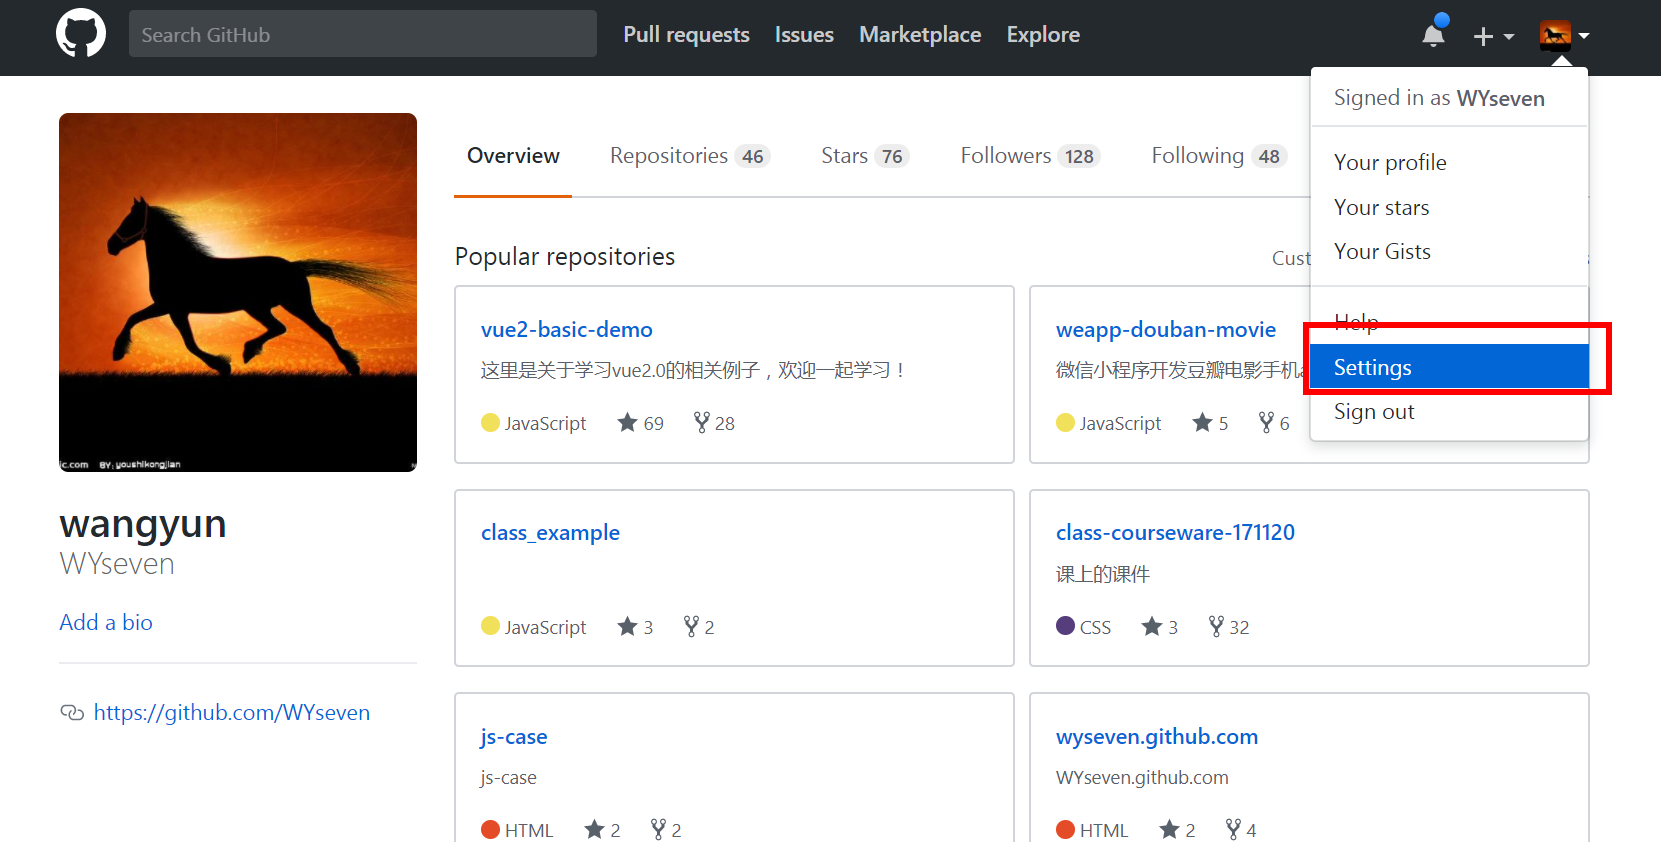 Search GitHub
Pull requests Issues Marketplace Explore
Signed in as WYseven
Your profile
Your stars
Your Gists
Help
Settings
Sign out
Overview Repositories 46 Stars 76 Followers 128 Following 48
ic.com BY:youshikongjian
wangyun
WYseven
Add a bio
https://github.com/WYseven
Popular repositories
Cust
vue2-basic-demo
这里是关于学习vue2.0的相关例子，欢迎一起学习！
JavaScript 69 28
weapp-douban-movie
微信小程序开发豆瓣电影手机a
JavaScript 5 6
class_example
JavaScript 3 2
class-courseware-171120
课上的课件
CSS 3 32
js-case
js-case
HTML 2 2
wyseven.github.com
WYseven.github.com
HTML 2 4